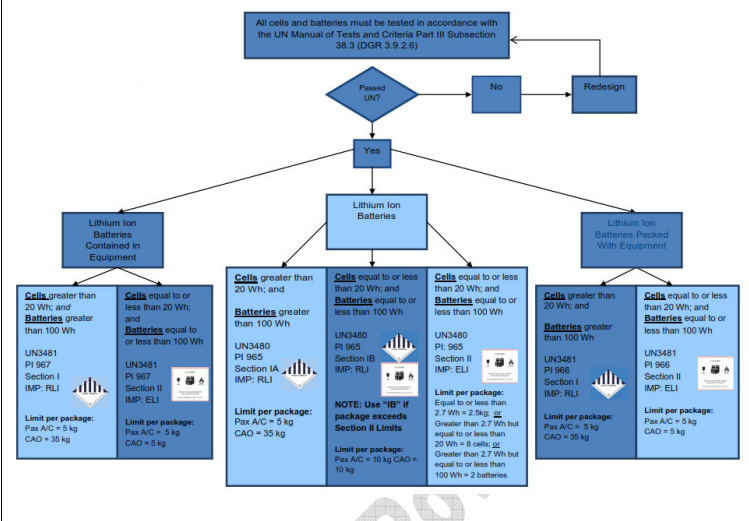 All cells and batteries must be tested in accordance with
the UN Manual of Tests and Criteria Part III Subsection
38.3 (DGR 3.9.2.6)
Passed
UN?
No
Redesign
Yes
Lithium Ion
Batteries
Contained in
Equipment
Lithium Ion
Batteries
Lithium Ion
Batteries Packed
With Equipment
Cells greater than
20 Wh; and
Batteries greater
than 100 Wh
UN3481
PI 967
Section I
IMP: RLI
Limit per package:
Pax A/C = 5 kg
CAO = 35 kg
Cells equal to or
less than 20 Wh;
and
Batteries equal to
or less than 100 Wh
UN3481
PI 967
Section II
IMP: ELI
Limit per package:
Pax A/C = 5 kg
CAO = 5 kg
Cells greater than
20 Wh; and
Batteries greater
than 100 Wh
UN3480
PI 965
Section IA
IMP: RLI
Limit per package:
Pax A/C = 5 kg
CAO = 35 kg
Cells equal to or less
than 20 Wh; and
Batteries equal to or
less than 100 Wh
UN3480
PI 965
Section IB
IMP: RLI
NOTE: Use "IB" if
package exceeds
Section II Limits
Limit per package:
Pax A/C = 10 kg CAO =
10 kg
Cells equal to or less
than 20 Wh; and
Batteries equal to or
less than 100 Wh
UN3480
PI: 965
Section II
IMP: ELI
Limit per package:
Equal to or less than
2.7 Wh = 2.5kg; or
Greater than 2.7 Wh but
equal to or less than
20 Wh = 8 cells; or
Greater than 2.7 Wh but
equal to or less than
100 Wh = 2 batteries
Cells greater than
20 Wh; and
Batteries greater
than 100 Wh
UN3481
PI 966
Section I
IMP: RLI
Limit per package:
Pax A/C = 5 kg
CAO = 35 kg
Cells equal to or less
than 20 Wh; and
Batteries equal to or
less than 100 Wh
UN3481
PI 966
Section II
IMP: ELI
Limit per package:
Pax A/C = 5 kg
CAO = 5 kg